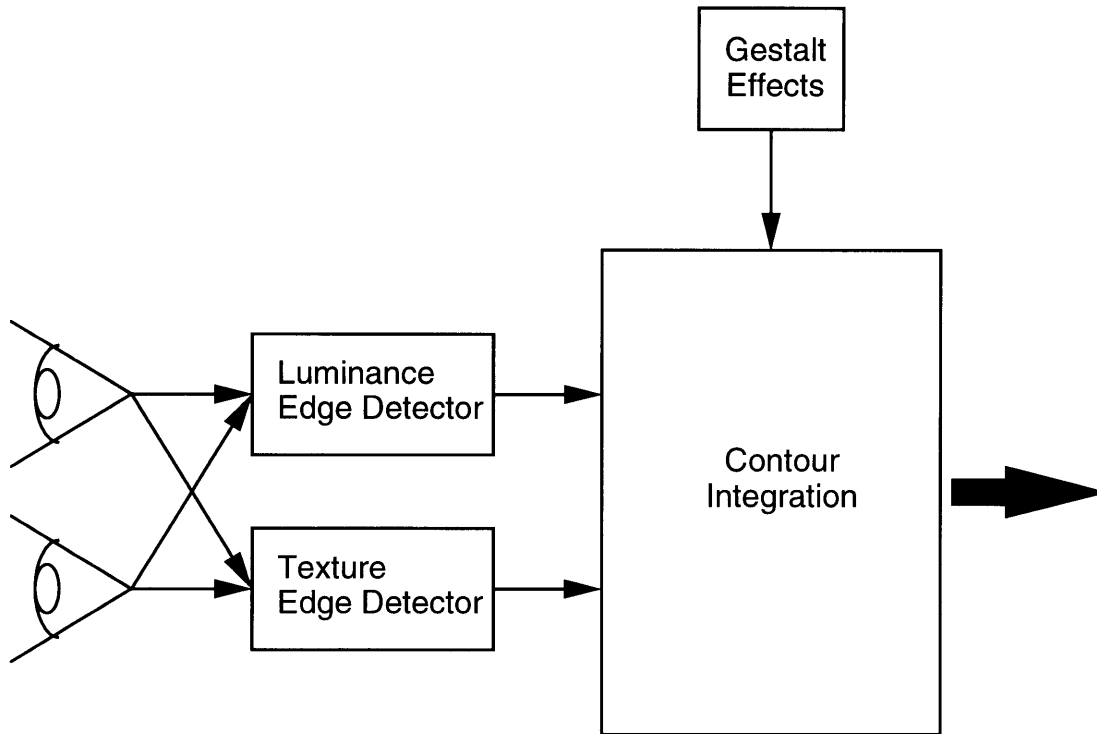 Gestalt
Effects
Luminance
Edge Detector
Contour
Integration
Texture
Edge Detector